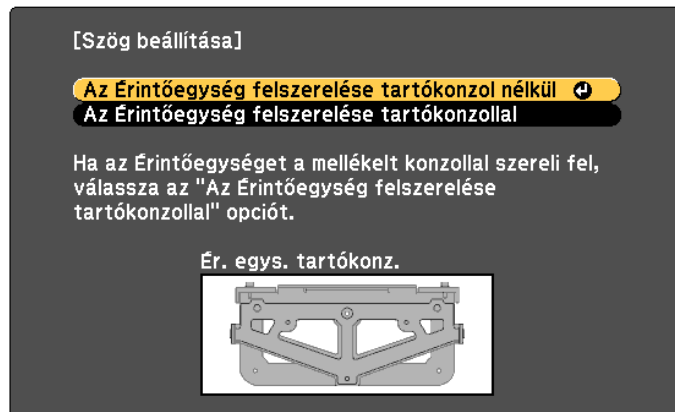 [Szög beállítása]
Az Érintőegység felszerelése tartókonzol nélkül
Az Érintőegység felszerelése tartókonzollal
Ha az Érintőegységet a mellékelt konzollal szereli fel,
válassza az "Az Érintőegység felszerelése
tartókonzollal" opciót.
Ér. egys. tartókonz.